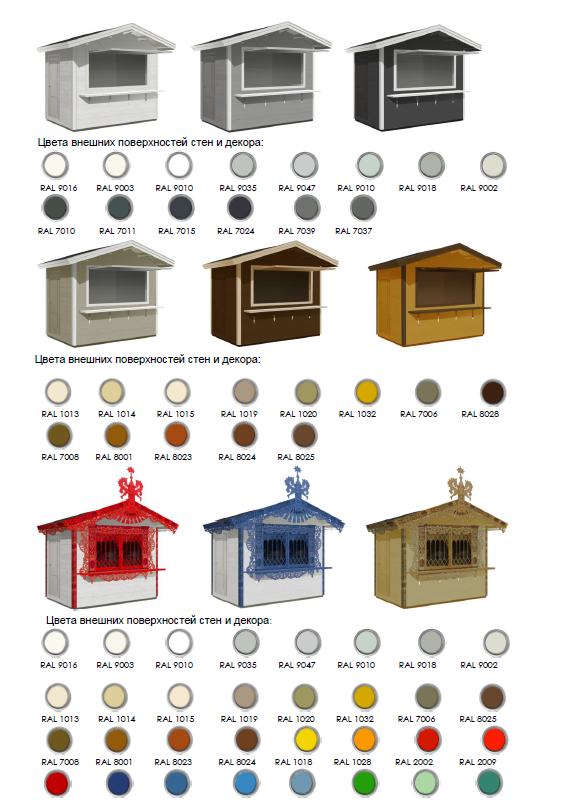 Цвета внешних поверхностей стен и декора:
RAL 9016 RAL 9003 RAL 9010 RAL 9035 RAL 9047 RAL 9010 RAL 9018 RAL 9002
RAL 7010 RAL 7011 RAL 7015 RAL 7024 RAL 7039 RAL 7037
Цвета внешних поверхностей стен и декора:
RAL 1013 RAL 1014 RAL 1015 RAL 1019 RAL 1020 RAL 1032 RAL 7006 RAL 8028
RAL 7008 RAL 8001 RAL 8023 RAL 8024 RAL 8025
Цвета внешних поверхностей стен и декора:
RAL 9016 RAL 9003 RAL 9010 RAL 9035 RAL 9047 RAL 9010 RAL 9018 RAL 9002
RAL 1013 RAL 1014 RAL 1015 RAL 1019 RAL 1020 RAL 1032 RAL 7006 RAL 8025
RAL 7008 RAL 8001 RAL 8023 RAL 8024 RAL 1018 RAL 1028 RAL 2002 RAL 2009